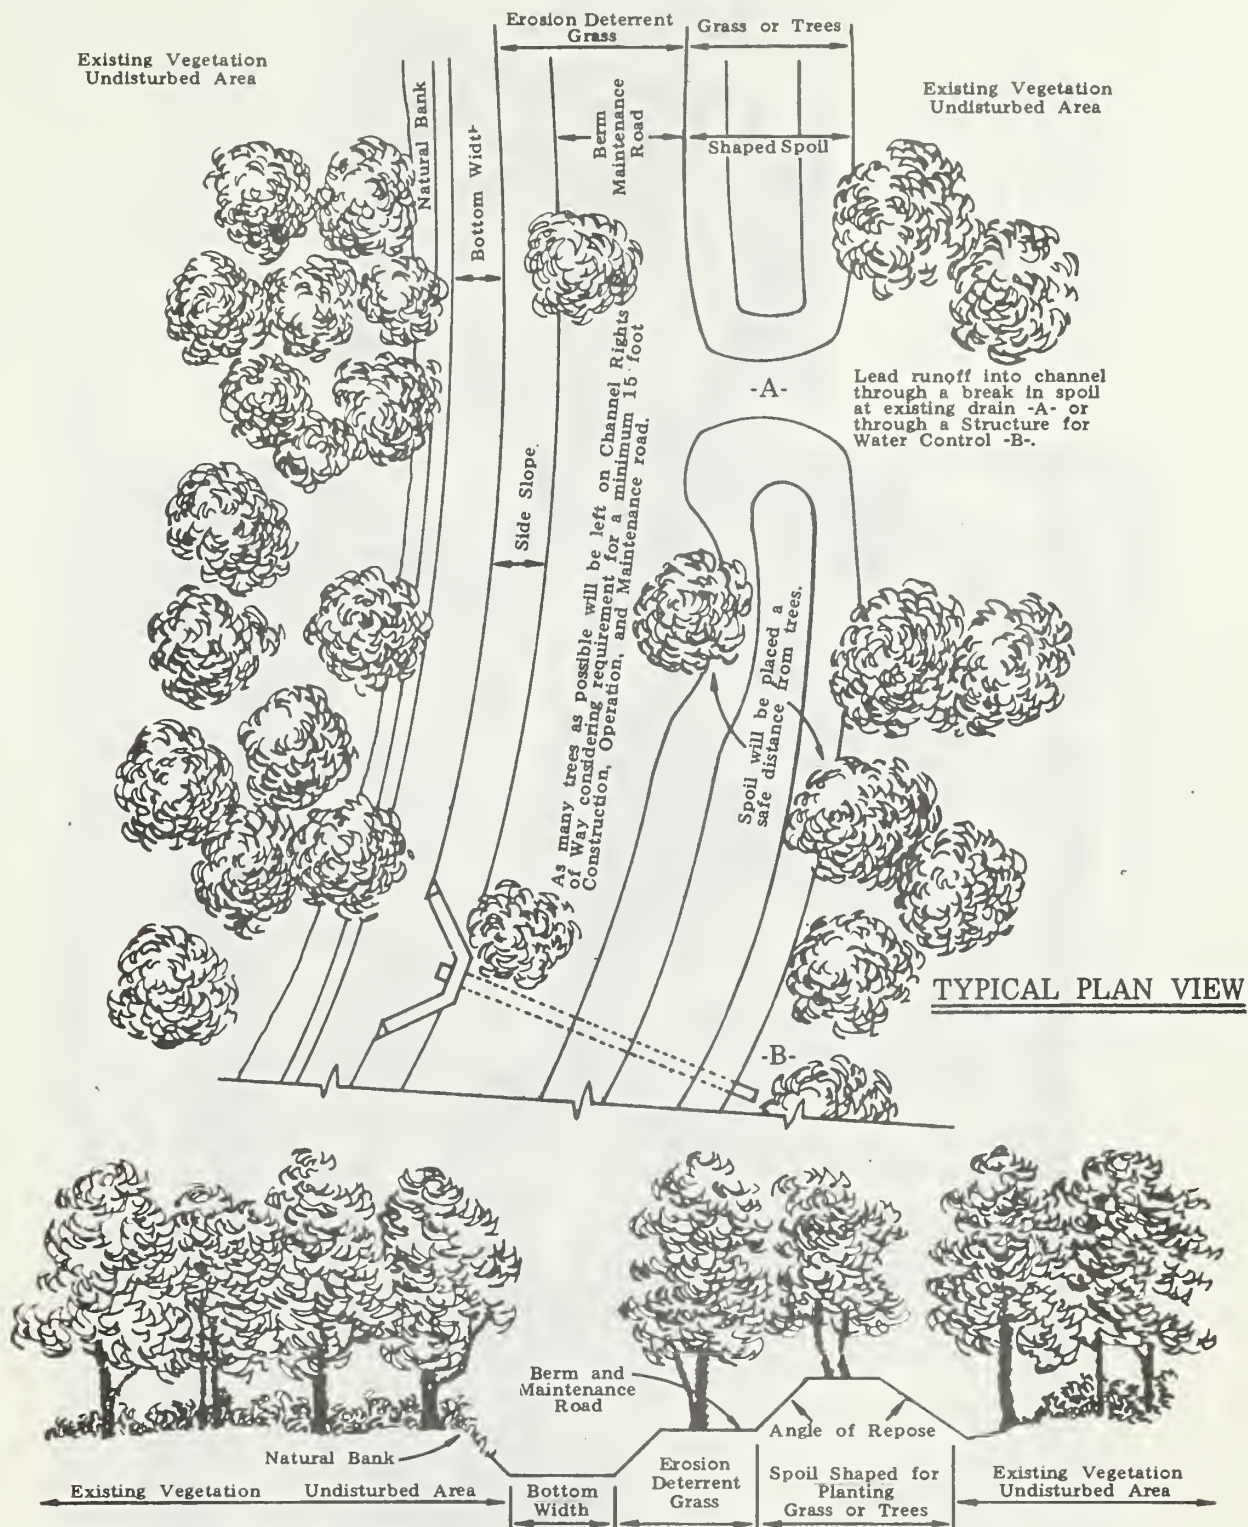 Erosion Deterrent
Grass
Grass or Trees
Existing Vegetation
Undisturbed Area
Existing Vegetation
Undisturbed Area
Natural Bank
Bottom Width
Berm
Maintenance
Road
Shaped Spoil
-A-
Lead runoff into channel
through a break in spoil
at existing drain -A- or
through a Structure for
Water Control -B-.
Side Slope
As many trees as possible will be left on Channel Rights
of Way considering requirement for a minimum 15 foot
Construction, Operation, and Maintenance road.
Spoil will be placed a
safe distance from trees.
TYPICAL PLAN VIEW
-B-
Berm and
Maintenance
Road
Natural Bank
Angle of Repose
Existing Vegetation Undisturbed Area
Bottom
Width
Erosion
Deterrent
Grass
Spoil Shaped for
Planting
Grass or Trees
Existing Vegetation
Undisturbed Area